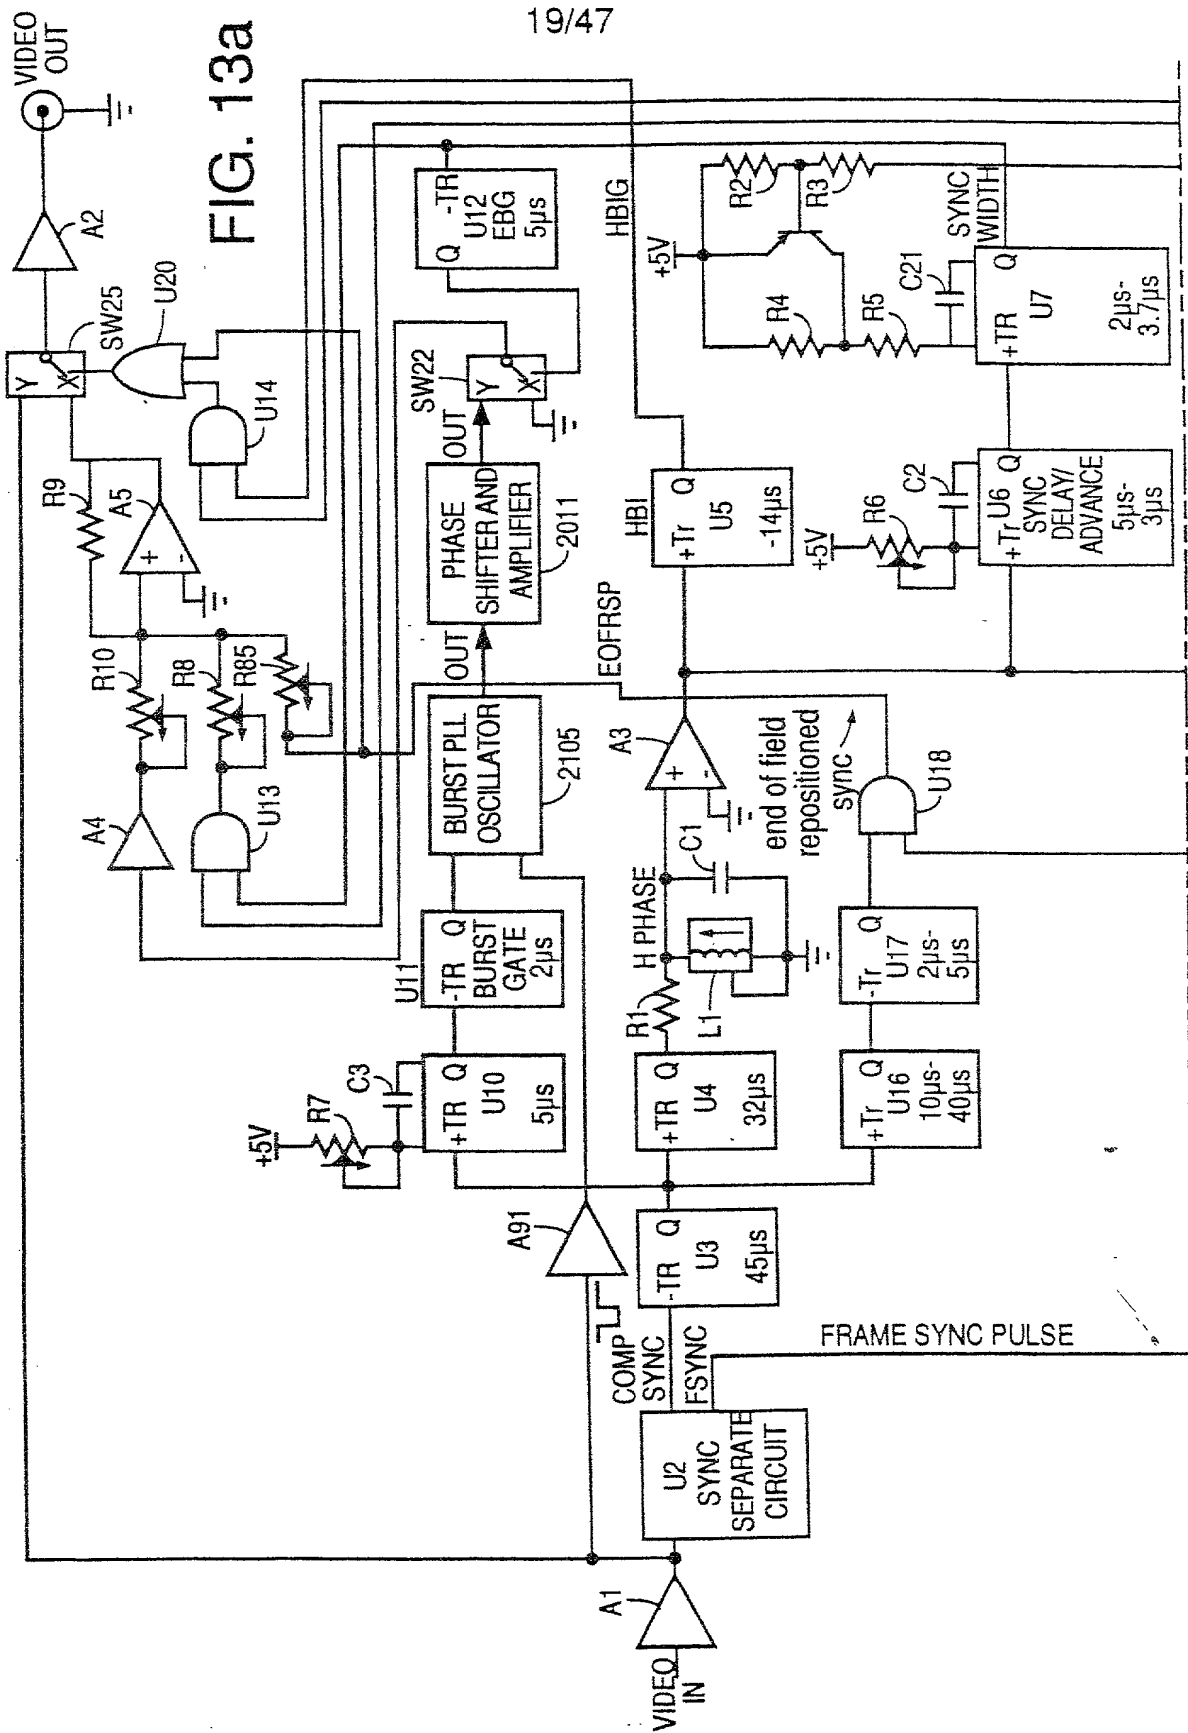 19/47
FIG. 13a
VIDEO
OUT
A2
SW25
Y
X
U20
U14
R9
A5
+
-
R10
R8
R85
A4
U13
-TR
Q
U12
EBG
5µs
SW22
Y
X
OUT
PHASE
SHIFTER AND
AMPLIFIER
2011
OUT
BURST PLL
OSCILLATOR
2105
U11
-TR Q
BURST
GATE
2µs
+5V
R7
C3
+TR Q
U10
5µs
A91
HBIG
HBI
+Tr Q
U5
-14µs
EOFRSP
A3
+
-
end of field
repositioned
sync
U18
H PHASE
C1
R1
L1
+TR Q
U4
32µs
-TR Q
U3
45µs
COMP
SYNC
FSYNC
FRAME SYNC PULSE
U2
SYNC
SEPARATE
CIRCUIT
A1
VIDEO
IN
+Tr Q
U16
10µs-
40µs
-Tr Q
U17
2µs-
5µs
+5V
R2
R3
R4
R5
C21
SYNC
WIDTH
+TR Q
U7
2µs-
3.7µs
+5V
R6
C2
+Tr U6 Q
SYNC
DELAY/
ADVANCE
5µs-
3µs